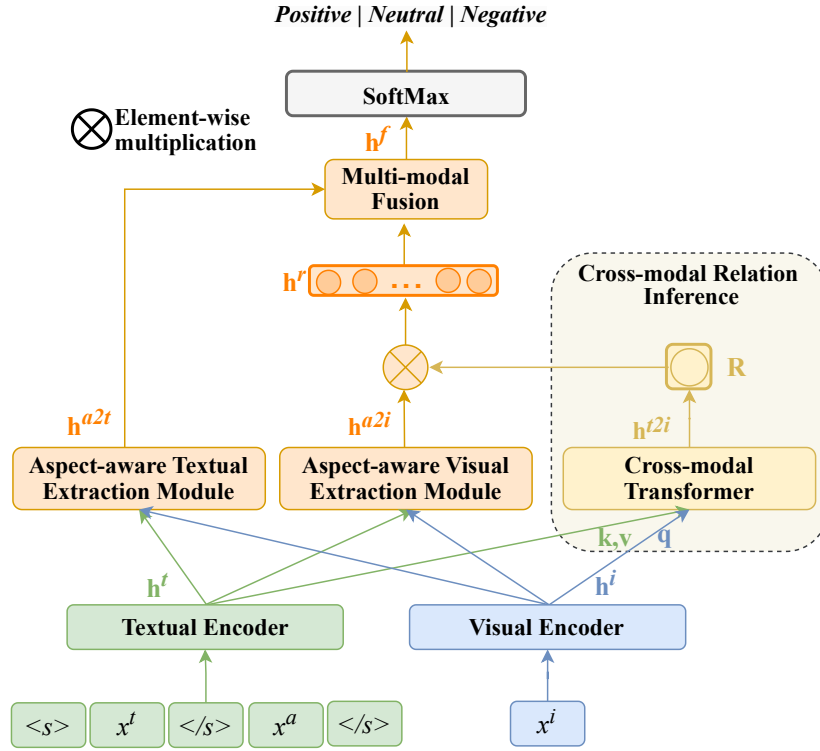 Positive | Neutral | Negative
SoftMax
Element-wise
multiplication
h^f
Multi-modal
Fusion
h^r
...
Cross-modal Relation
Inference
R
h^{a2t}
h^{a2i}
h^{t2i}
Aspect-aware Textual
Extraction Module
Aspect-aware Visual
Extraction Module
Cross-modal
Transformer
k,v
q
h^t
h^i
Textual Encoder
Visual Encoder
<s> x^t </s> x^a </s>
x^i